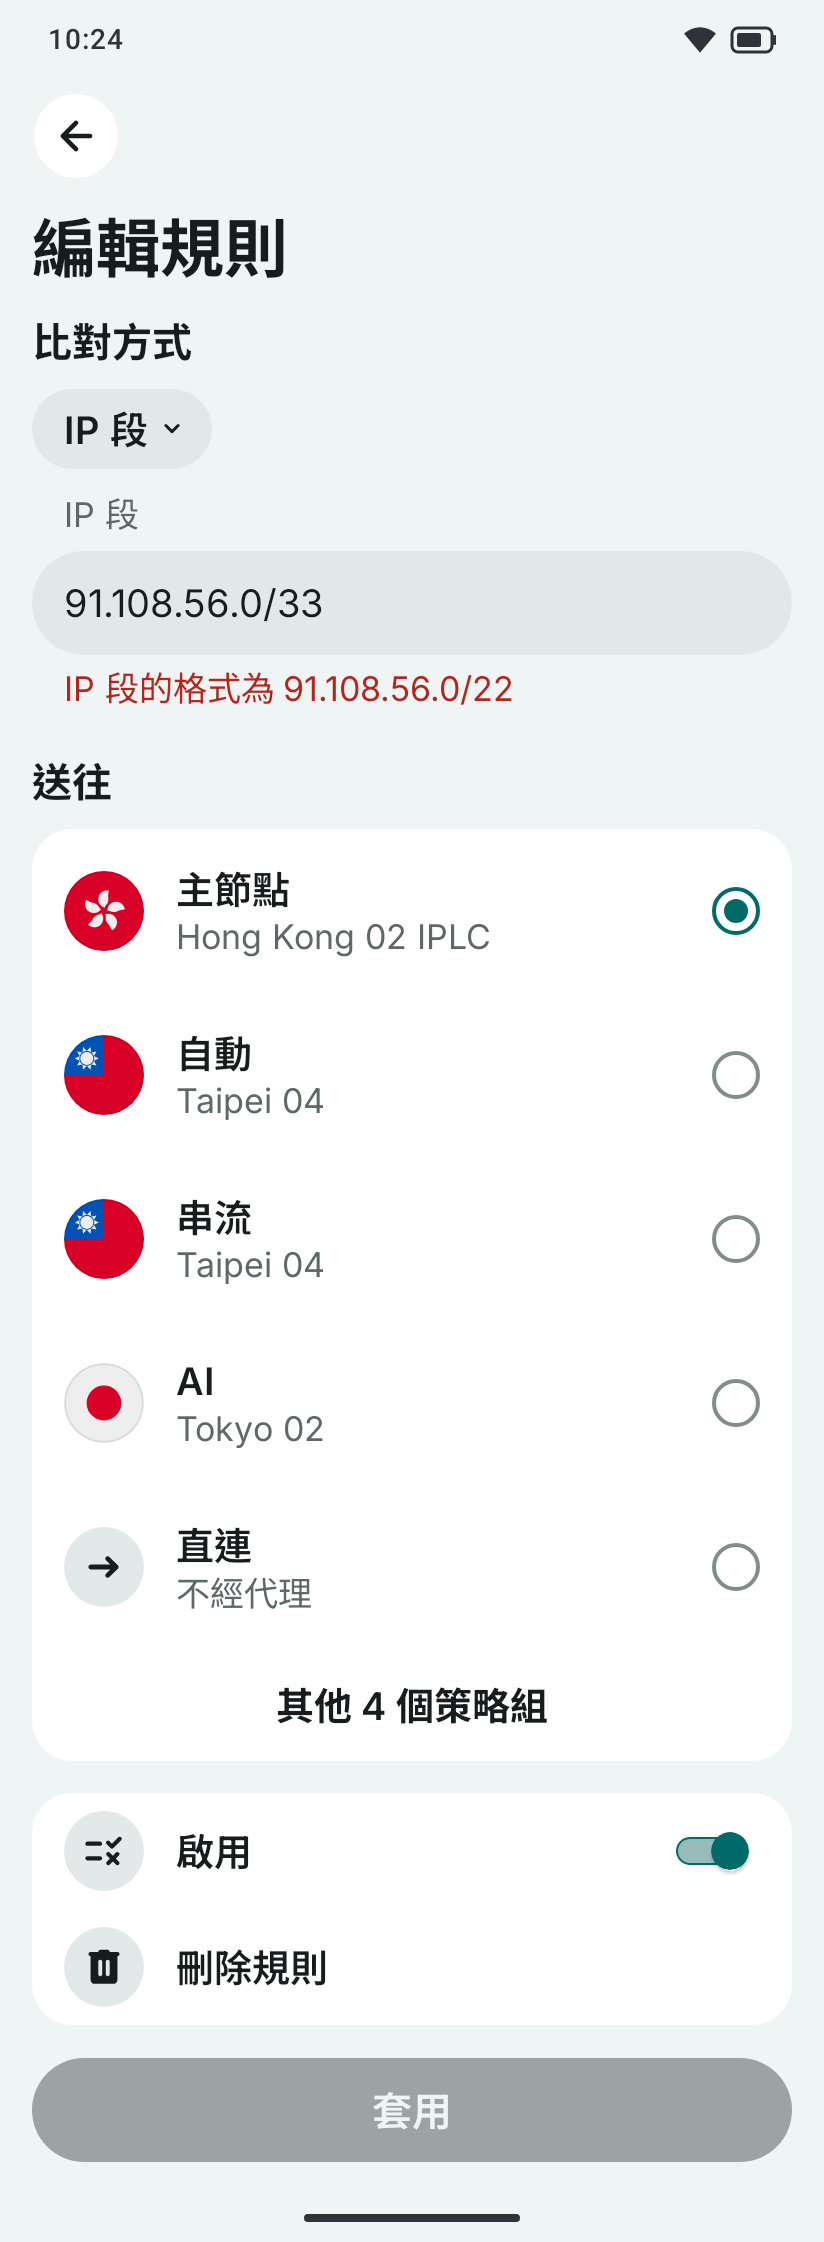 10:24
編輯規則
比對方式
IP 段
IP 段
91.108.56.0/33
IP 段的格式為 91.108.56.0/22
送往
主節點
Hong Kong 02 IPLC
自動
Taipei 04
串流
Taipei 04
AI
Tokyo 02
直連
不經代理
其他 4 個策略組
啟用
刪除規則
套用